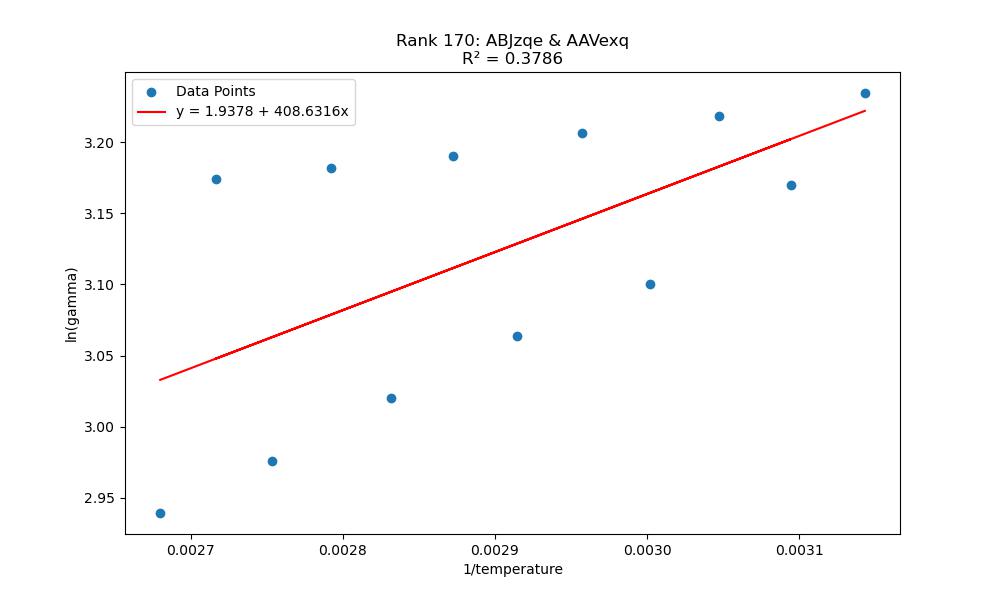 Rank 170: ABJzqe & AAVexq
R² = 0.3786
Data Points
y = 1.9378 + 408.6316x
3.20
3.15
3.10
3.05
3.00
2.95
ln(gamma)
0.0027 0.0028 0.0029 0.0030 0.0031
1/temperature